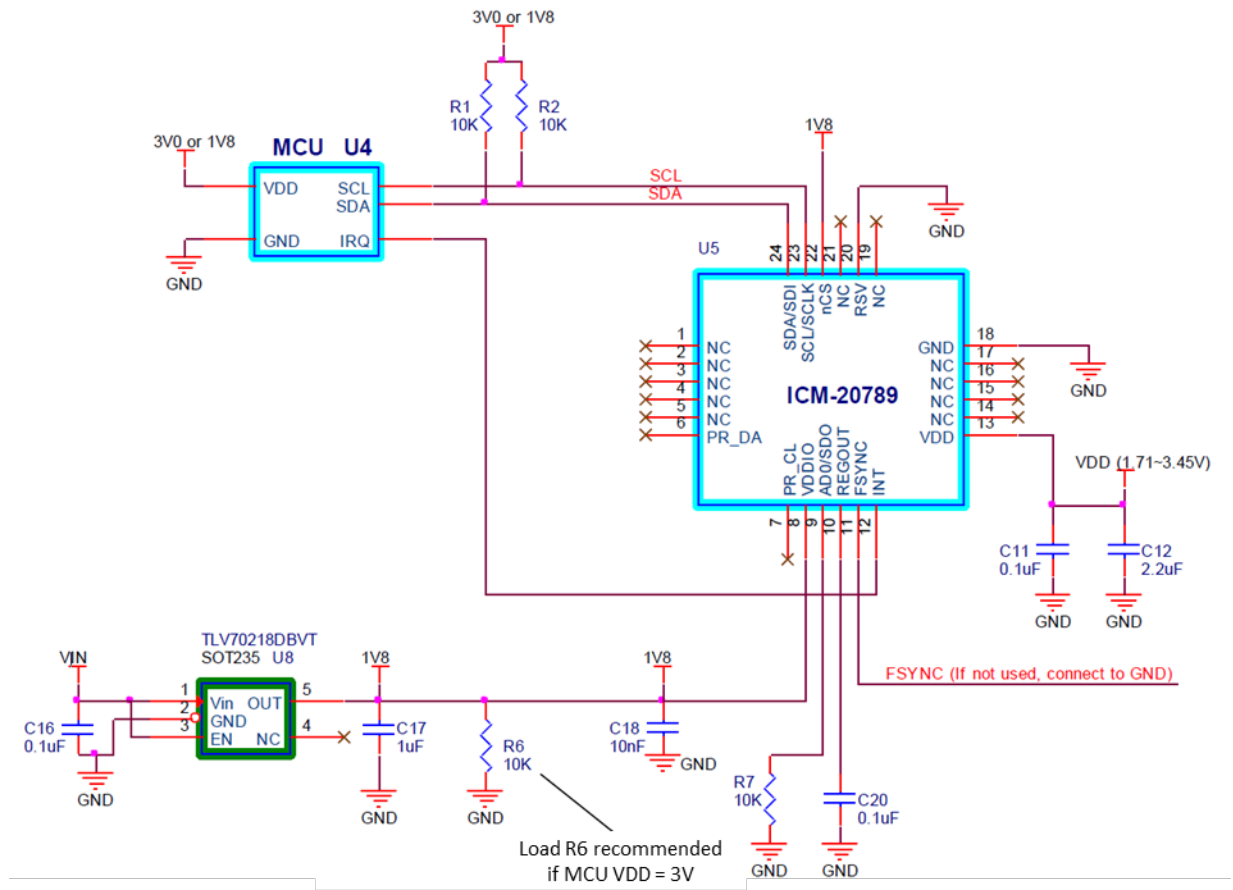 3V0 or 1V8
R1
10K
R2
10K
3V0 or 1V8
MCU U4
1V8
VDD
SCL
SDA
GND
IRQ
SCL
SDA
GND
GND
U5
24
23
22
21
20
19
SDA/SDI
SCL/SCLK
nCS
NC
RSV
NC
1
NC
2
NC
3
NC
4
NC
5
NC
6
PR_DA
ICM-20789
18
GND
17
NC
16
NC
15
NC
14
NC
13
VDD
GND
7
8
9
10
11
12
PR_CL
VDDIO
AD0/SDO
REGOUT
FSYNC
INT
VDD (1.71~3.45V)
C11
0.1uF
C12
2.2uF
GND
GND
FSYNC (If not used, connect to GND)
TLV70218DBVT
SOT235 U8
VIN
1V8
1V8
1
Vin
2
GND
3
EN
OUT
5
NC
4
C16
0.1uF
GND
C17
1uF
GND
R6
10K
GND
C18
10nF
GND
R7
10K
GND
C20
0.1uF
GND
Load R6 recommended
if MCU VDD = 3V